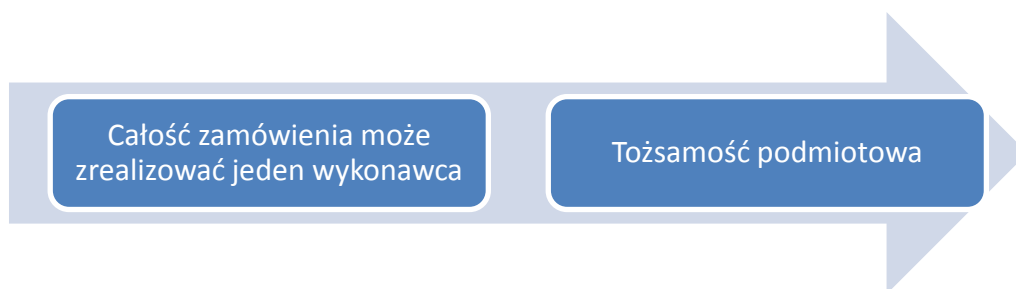 Całość zamówienia może
zrealizować jeden wykonawca
Tożsamość podmiotowa